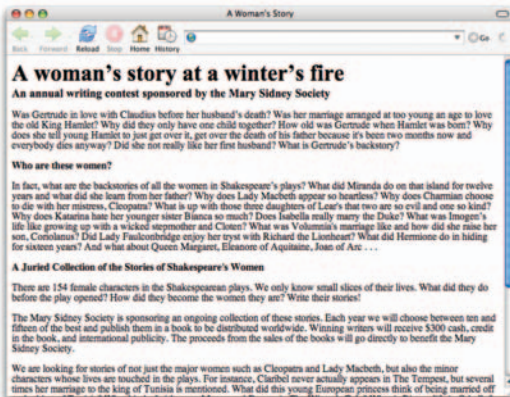 A Woman's Story
Back Forward Reload Stop Home History Go
A woman's story at a winter's fire
An annual writing contest sponsored by the Mary Sidney Society
Was Gertrude in love with Claudius before her husband's death? Was her marriage arranged at too young an age to love
the old King Hamlet? Why did they only have one child together? How old was Gertrude when Hamlet was born? Why
does she tell young Hamlet to just get over it, get over the death of his father because it's been two months now and
everybody dies anyway? Did she not really like her first husband? What is Gertrude's backstory?
Who are these women?
In fact, what are the backstories of all the women in Shakespeare's plays? What did Miranda do on that island for twelve
years and what did she learn from her father? Why does Lady Macbeth appear so heartless? Why does Charmian choose
to die with her mistress, Cleopatra? What is up with those three daughters of Lear's that two are so evil and one so kind?
Why does Katarina hate her younger sister Bianca so much? Does Isabella really marry the Duke? What was Imogen's
life like growing up with a wicked stepmother and Cloten? What was Volumnia's marriage like and how did she raise her
son, Coriolanus? Did Lady Faulconbridge enjoy her tryst with Richard the Lionheart? What did Hermione do in hiding
for sixteen years? And what about Queen Margaret, Eleanore of Aquitaine, Joan of Arc . . .
A Juried Collection of the Stories of Shakespeare's Women
There are 154 female characters in the Shakespearean plays. We only know small slices of their lives. What did they do
before the play opened? How did they become the women they are? Write their stories!
The Mary Sidney Society is sponsoring an ongoing collection of these stories. Each year we will choose between ten and
fifteen of the best and publish them in a book to be distributed worldwide. Winning writers will receive $300 cash, credit
in the book, and international publicity. The proceeds from the sales of the books will go directly to benefit the Mary
Sidney Society.
We are looking for stories of not just the major women such as Cleopatra and Lady Macbeth, but also the minor
characters whose lives are touched in the plays. For instance, Claribel never actually appears in The Tempest, but several
times her marriage to the king of Tunisia is mentioned. What did this young European princess think of being married off